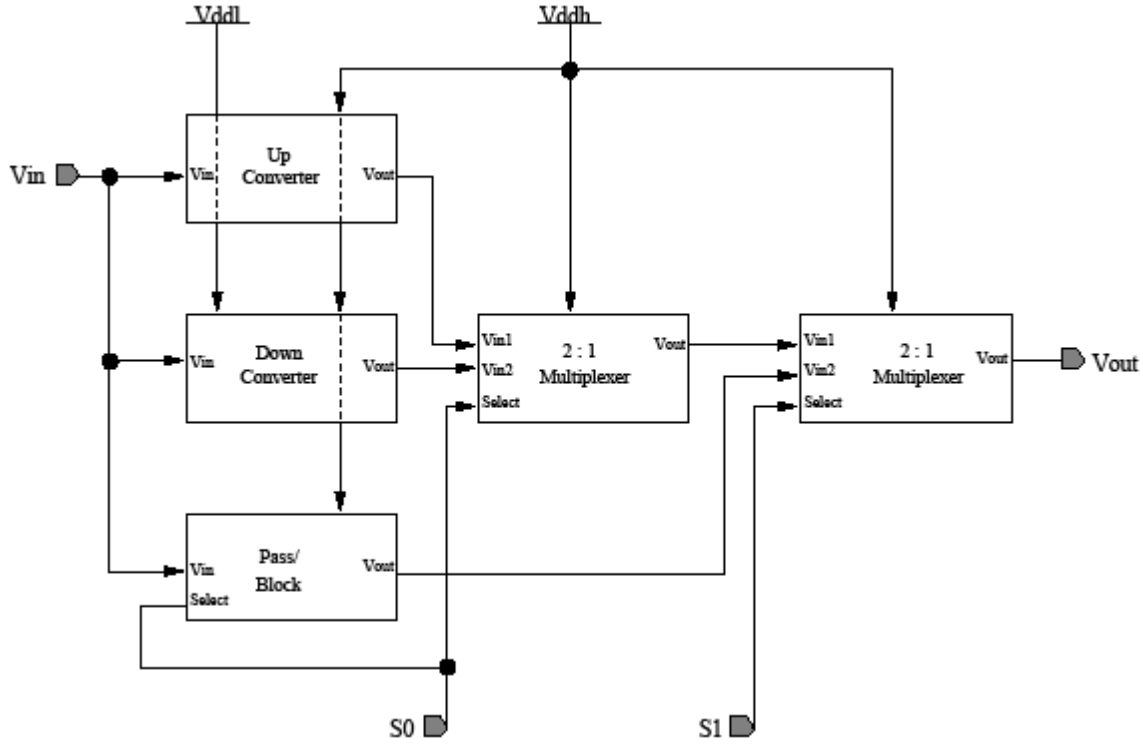 Vddl
Vddh
Vin
Vin
Up
Converter
Vout
Vin
Down
Converter
Vout
Vin1
Vin2
Select
2 : 1
Multiplexer
Vout
Vin1
Vin2
Select
2 : 1
Multiplexer
Vout
Vout
Vin
Select
Pass/
Block
Vout
S0
S1